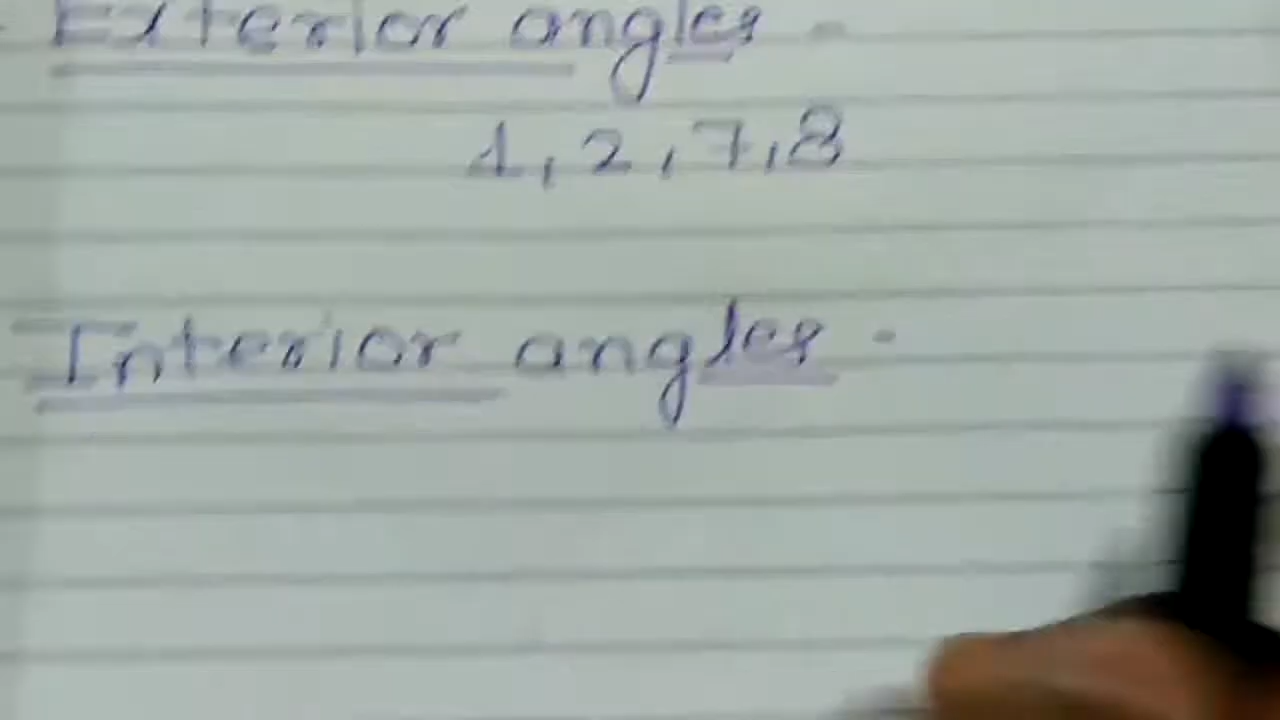 Exterior angles -
1, 2, 7, 8
Interior angles -